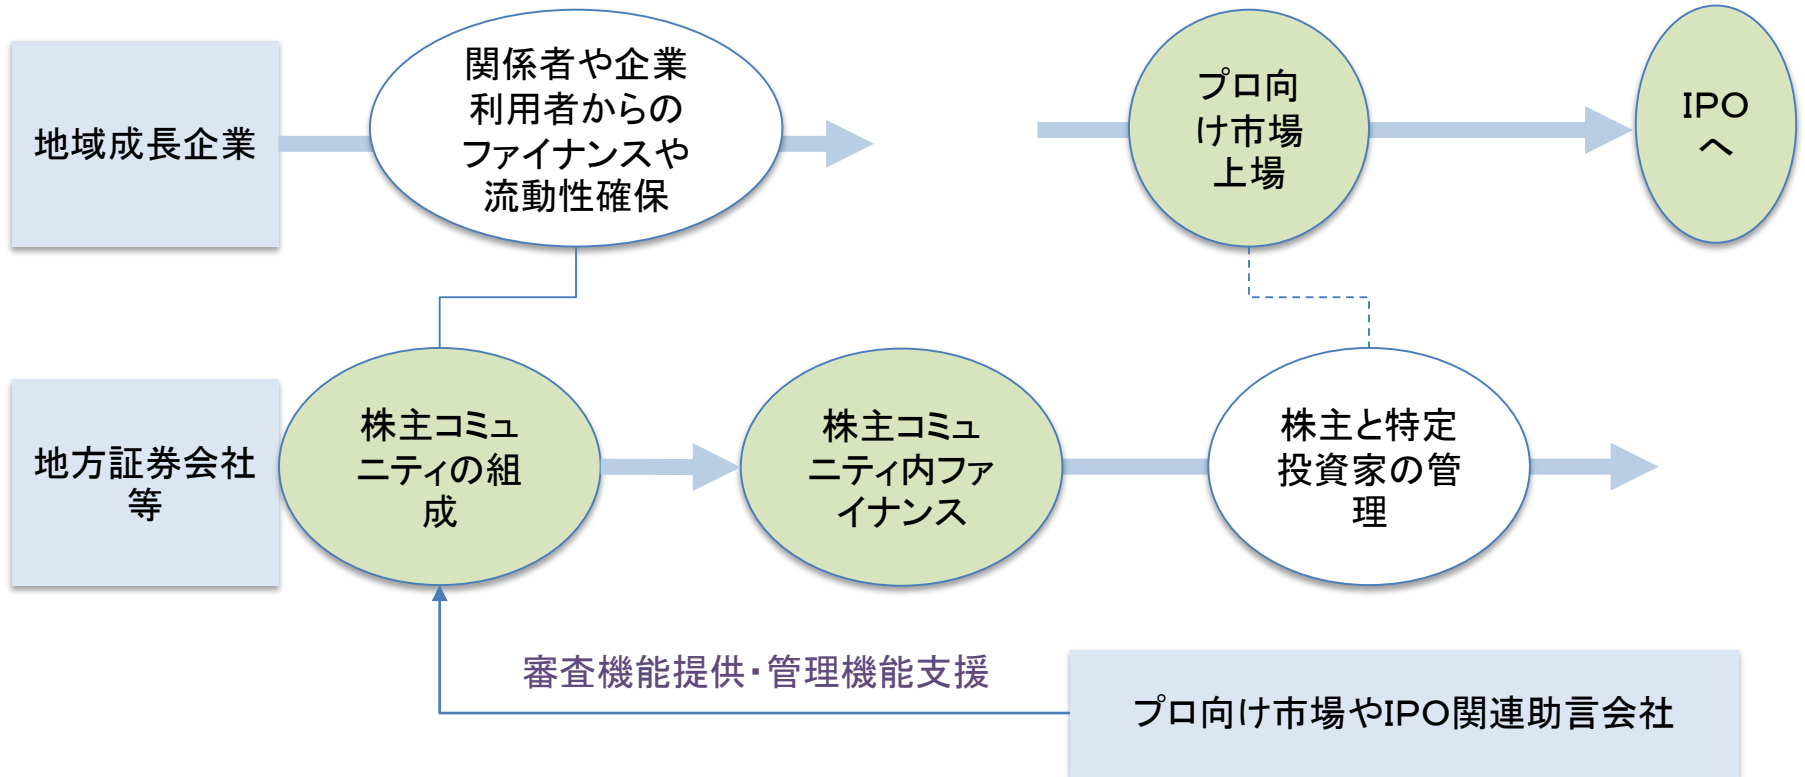 地域成長企業
関係者や企業
利用者からの
ファイナンスや
流動性確保
プロ向
け市場
上場
IPO
へ
地方証券会社
等
株主コミュ
ニティの組
成
株主コミュ
ニティ内ファ
イナンス
株主と特定
投資家の管
理
審査機能提供・管理機能支援
プロ向け市場やIPO関連助言会社